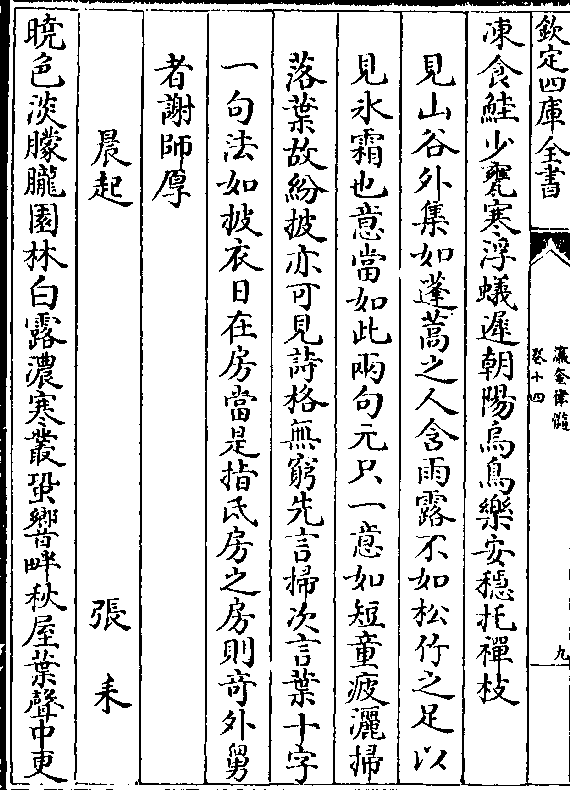 欽定四庫全書
瀛奎律髓
卷十四
九
凍食鮭少甕寒浮蟻遲朝陽烏鳥樂安穩托禪枝
見山谷外集如蓬蒿之人含雨露不如松竹之足以
見氷霜也意當如此兩句元只一意如短童疲灑掃
落葉故紛披亦可見詩格無窮先言掃次言葉十字
一句法如披衣日在房當是指氐房之房則竒外舅
者謝師厚
晨起　張耒
曉色淡朦朧園林白露濃寒叢蛩響畔秋屋葉聲中更